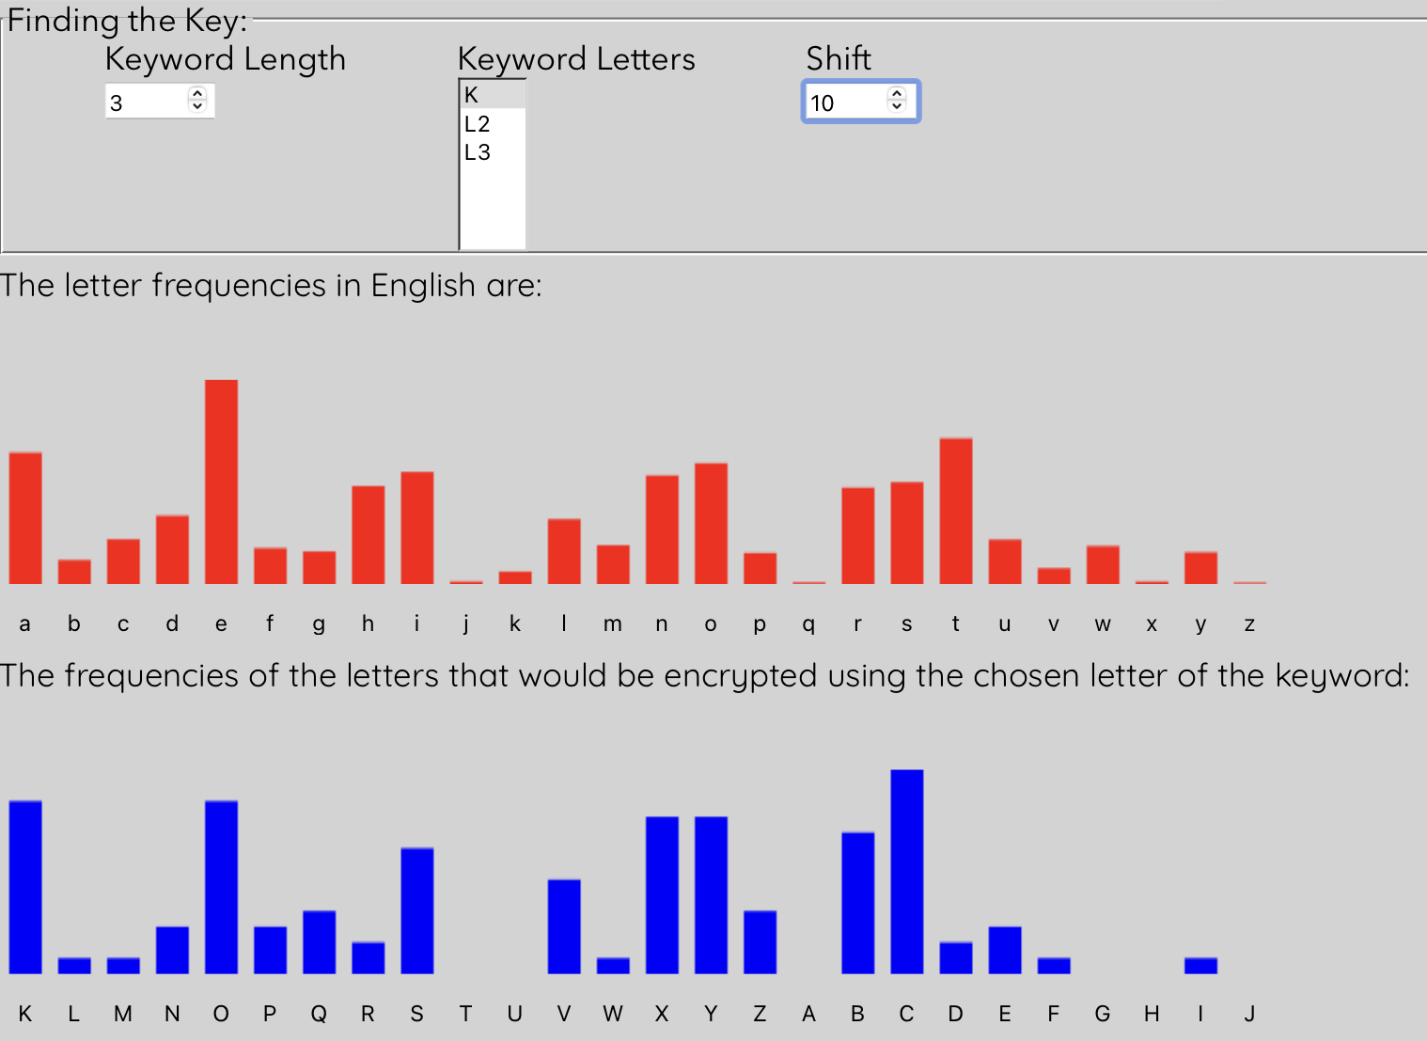 Finding the Key:
Keyword Length Keyword Letters Shift
3 K 10
L2
L3
The letter frequencies in English are:
a b c d e f g h i j k l m n o p q r s t u v w x y z
The frequencies of the letters that would be encrypted using the chosen letter of the keyword:
K L M N O P Q R S T U V W X Y Z A B C D E F G H I J